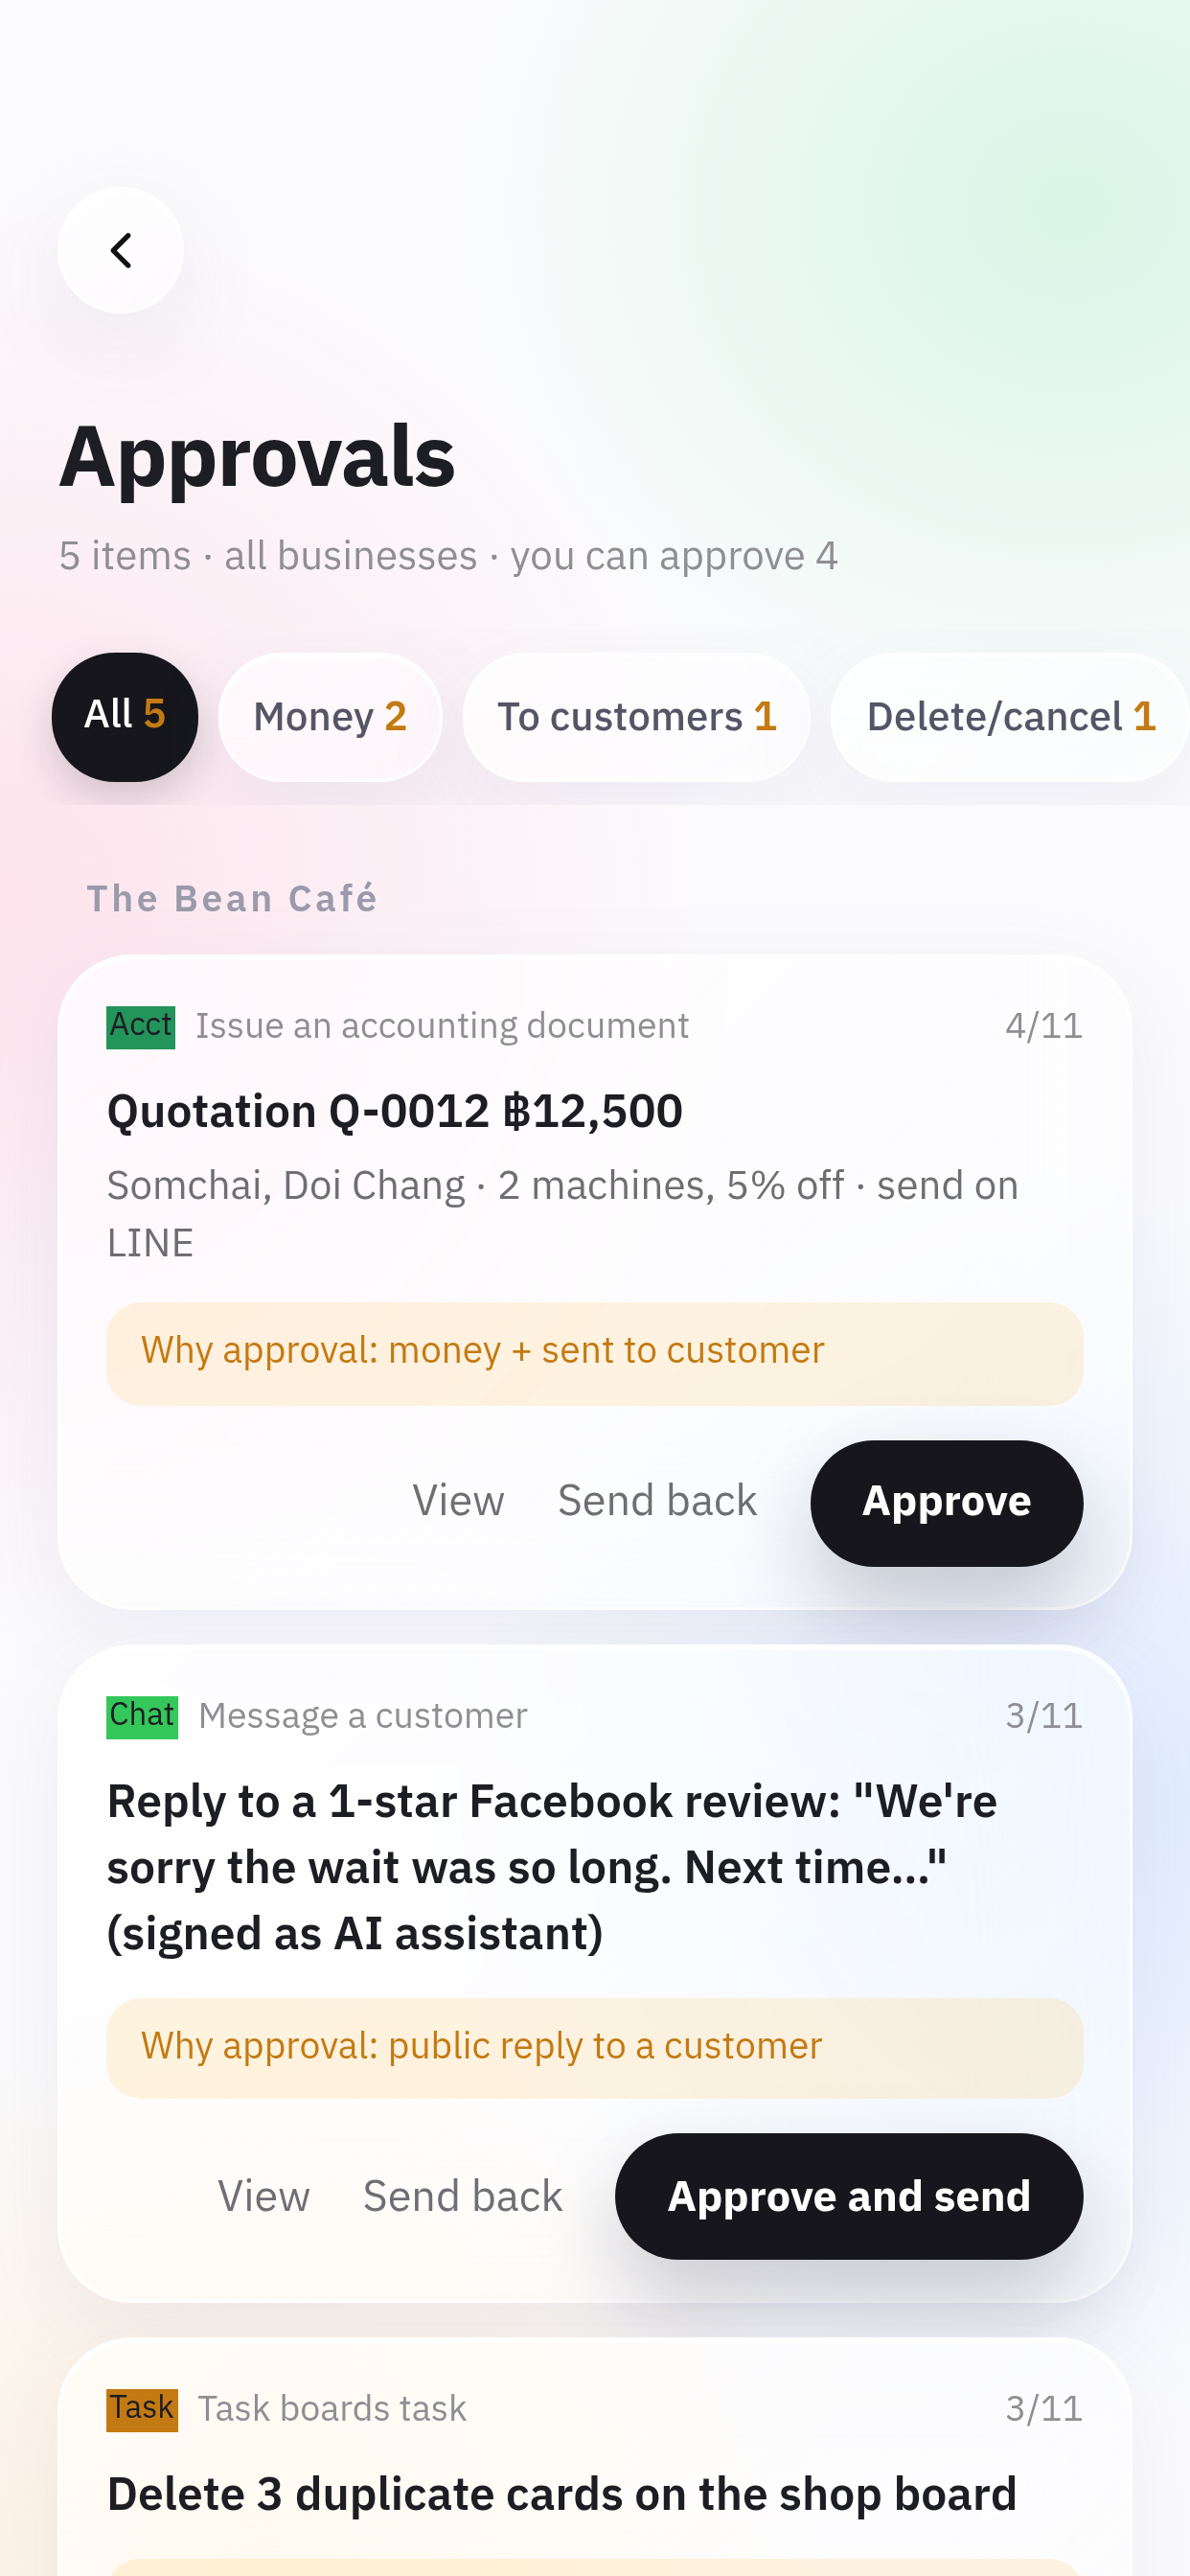 Approvals
5 items · all businesses · you can approve 4
All 5
Money 2
To customers 1
Delete/cancel 1
The Bean Café
Acct Issue an accounting document 4/11
Quotation Q-0012 ฿12,500
Somchai, Doi Chang · 2 machines, 5% off · send on
LINE
Why approval: money + sent to customer
View Send back Approve
Chat Message a customer 3/11
Reply to a 1-star Facebook review: "We're
sorry the wait was so long. Next time…"
(signed as AI assistant)
Why approval: public reply to a customer
View Send back Approve and send
Task Task boards task 3/11
Delete 3 duplicate cards on the shop board